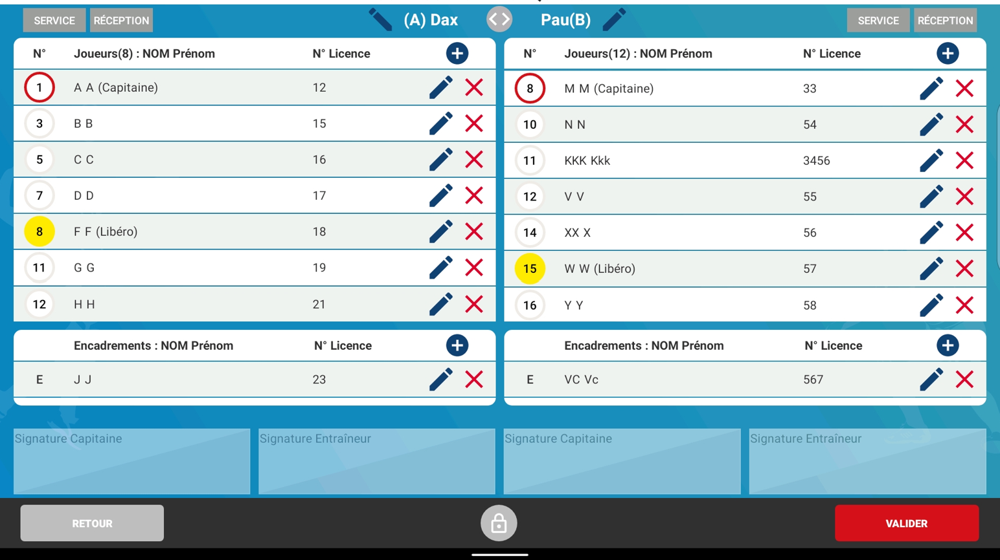 SERVICE RÉCEPTION (A) Dax Pau(B) SERVICE RÉCEPTION
N° Joueurs(8) : NOM Prénom N° Licence
1 A A (Capitaine) 12
3 B B 15
5 C C 16
7 D D 17
8 F F (Libéro) 18
11 G G 19
12 H H 21
N° Joueurs(12) : NOM Prénom N° Licence
8 M M (Capitaine) 33
10 N N 54
11 KKK Kkk 3456
12 V V 55
14 XX X 56
15 W W (Libéro) 57
16 Y Y 58
Encadrements : NOM Prénom N° Licence
E J J 23
Encadrements : NOM Prénom N° Licence
E VC Vc 567
Signature Capitaine Signature Entraîneur Signature Capitaine Signature Entraîneur
RETOUR VALIDER